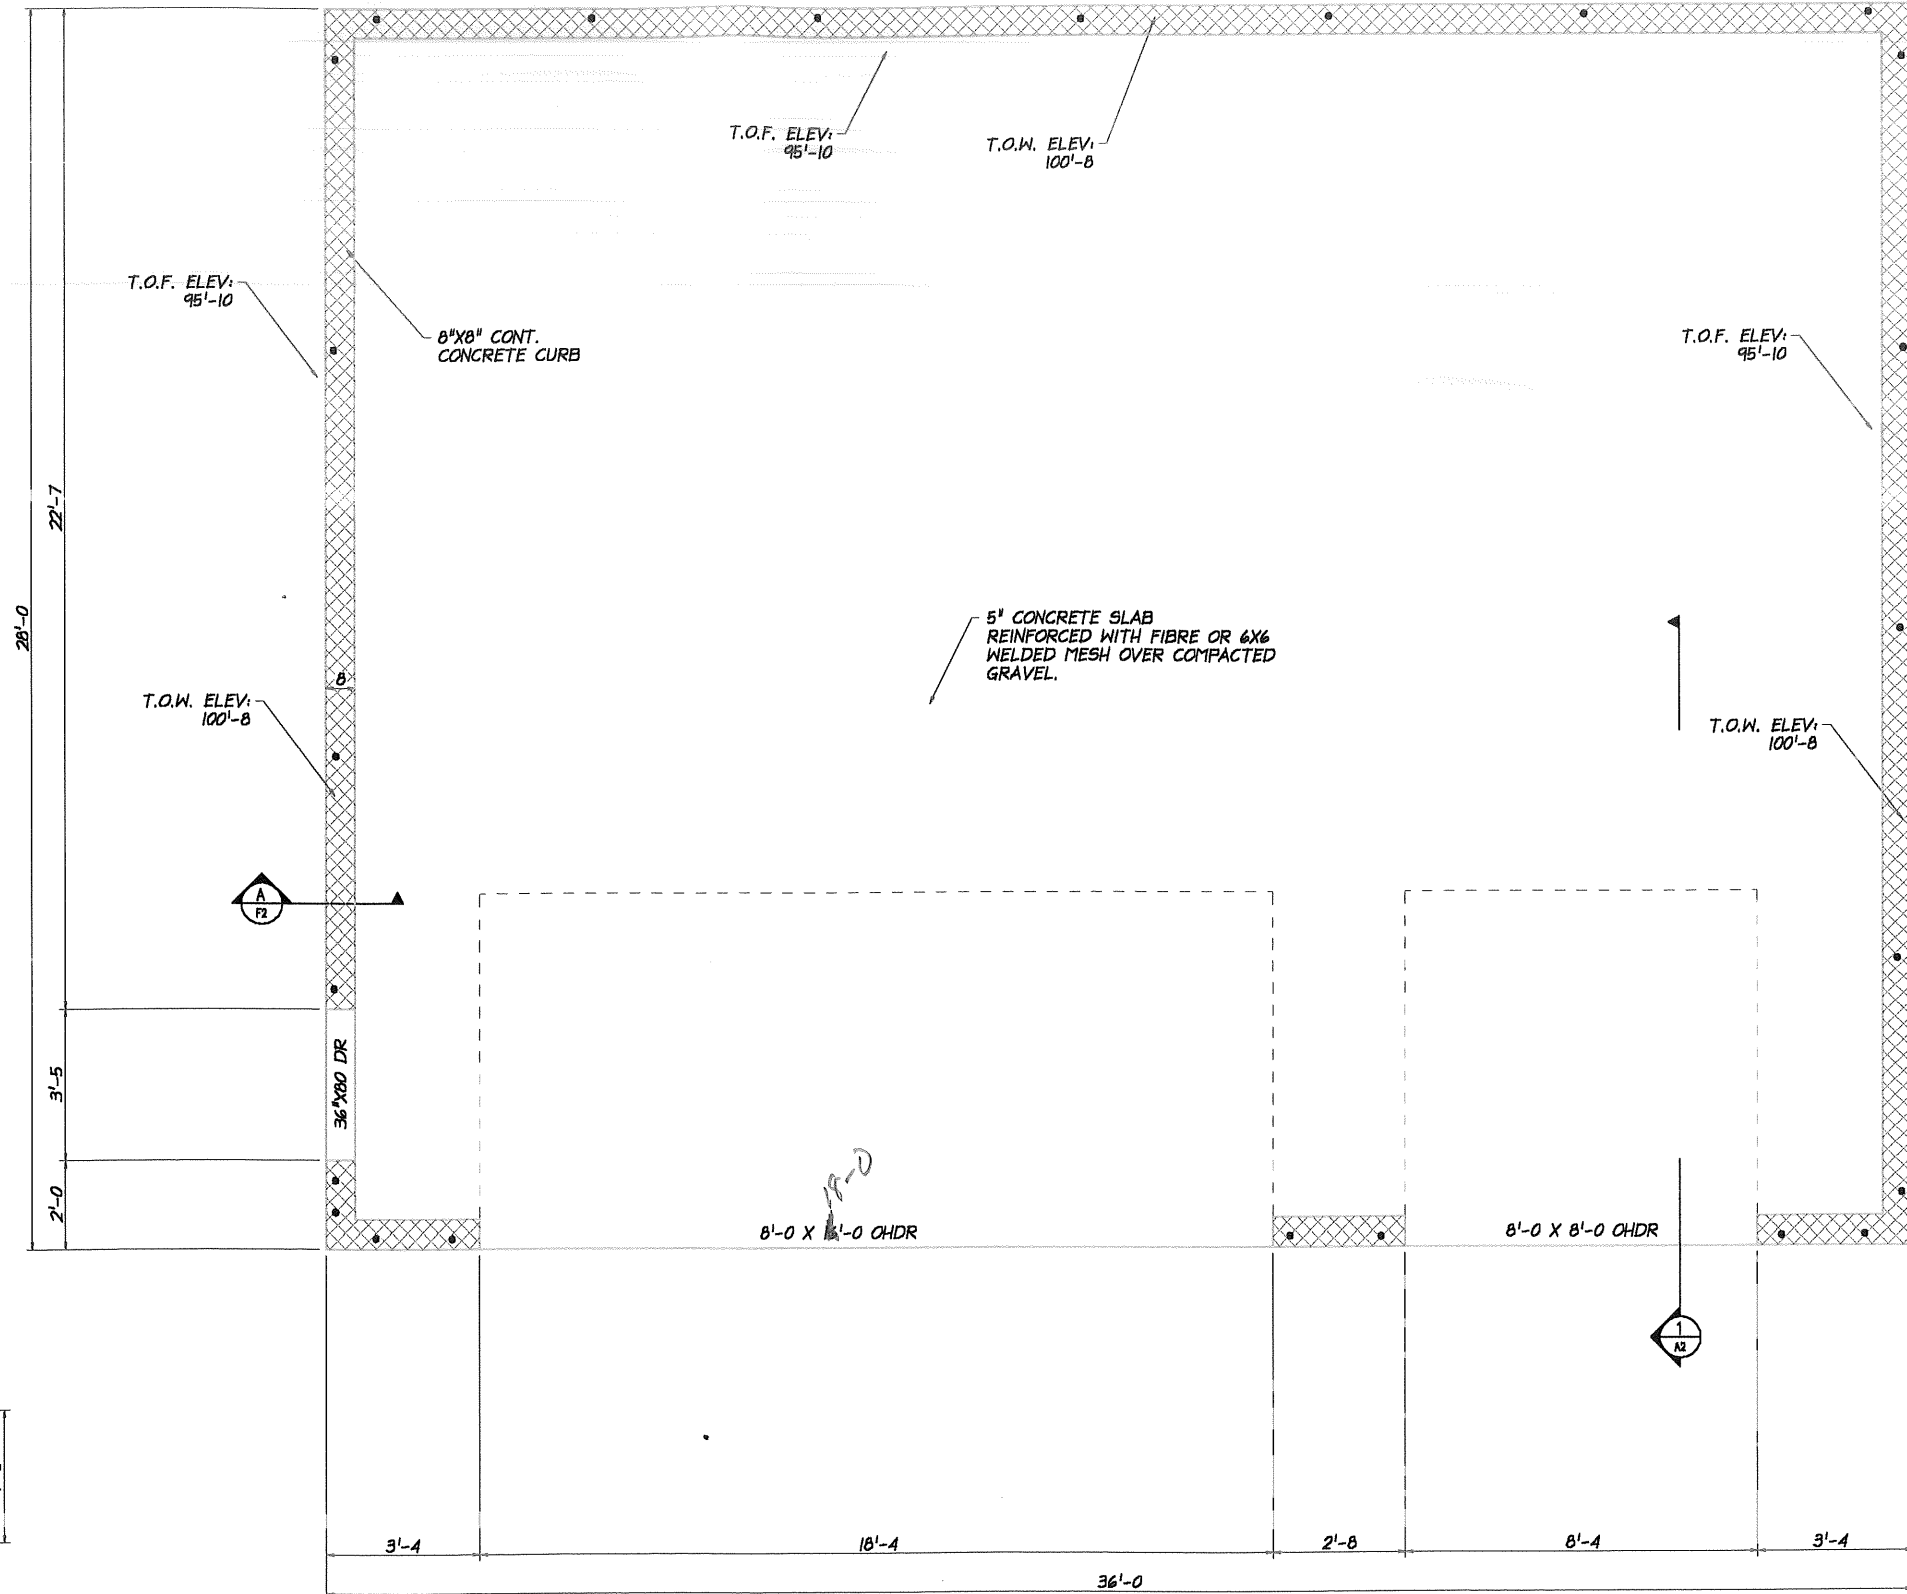 T.O.F. ELEV:
95'-10
T.O.W. ELEV:
100'-8
T.O.F. ELEV:
95'-10
8"X8" CONT.
CONCRETE CURB
T.O.F. ELEV:
95'-10
22'-7
28'-0
5" CONCRETE SLAB
REINFORCED WITH FIBRE OR 6X6
WELDED MESH OVER COMPACTED
GRAVEL.
8
T.O.W. ELEV:
100'-8
T.O.W. ELEV:
100'-8
A
F2
3'-5
36"X80 DR
2'-0
18-0
8'-0 X '-0 OHDR
8'-0 X 8'-0 OHDR
1
A2
3'-4
18'-4
2'-8
8'-4
3'-4
36'-0